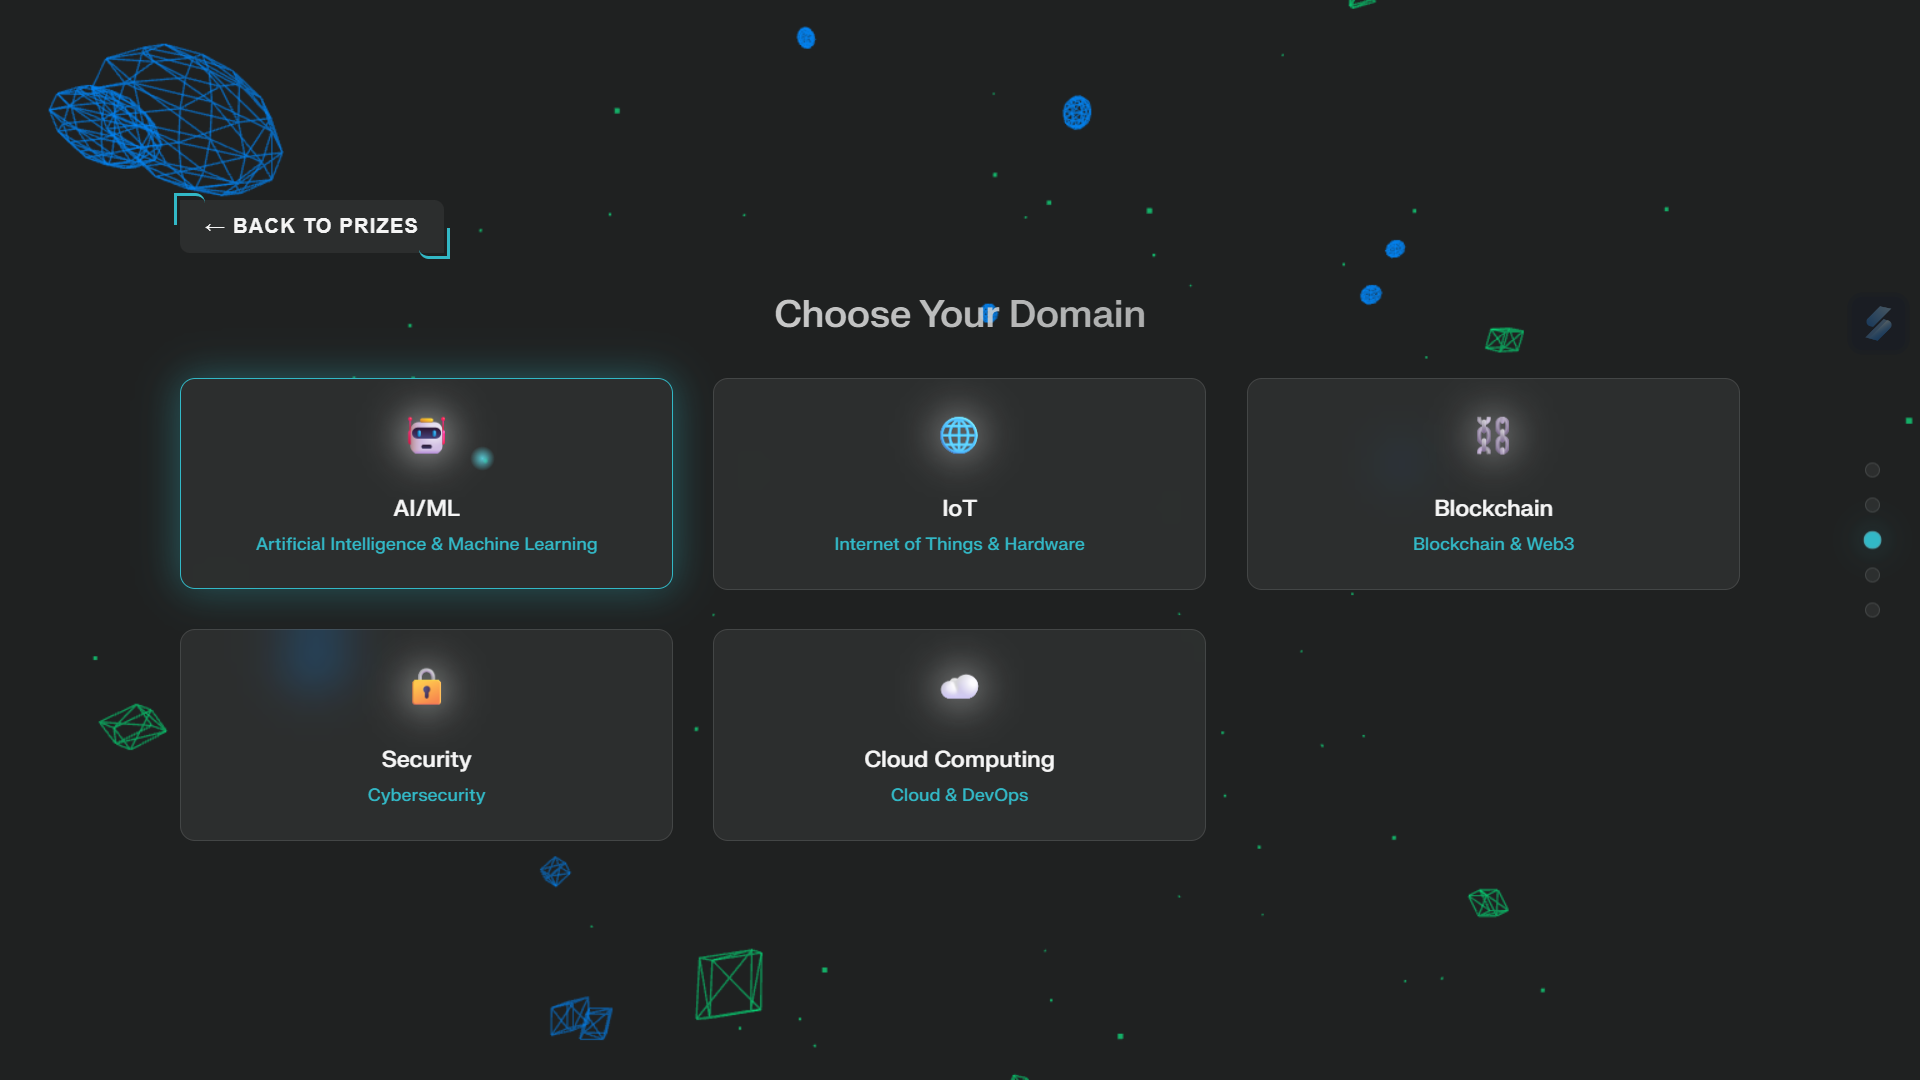 ← BACK TO PRIZES
Choose Your Domain
AI/ML
Artificial Intelligence & Machine Learning
IoT
Internet of Things & Hardware
Blockchain
Blockchain & Web3
Security
Cybersecurity
Cloud Computing
Cloud & DevOps